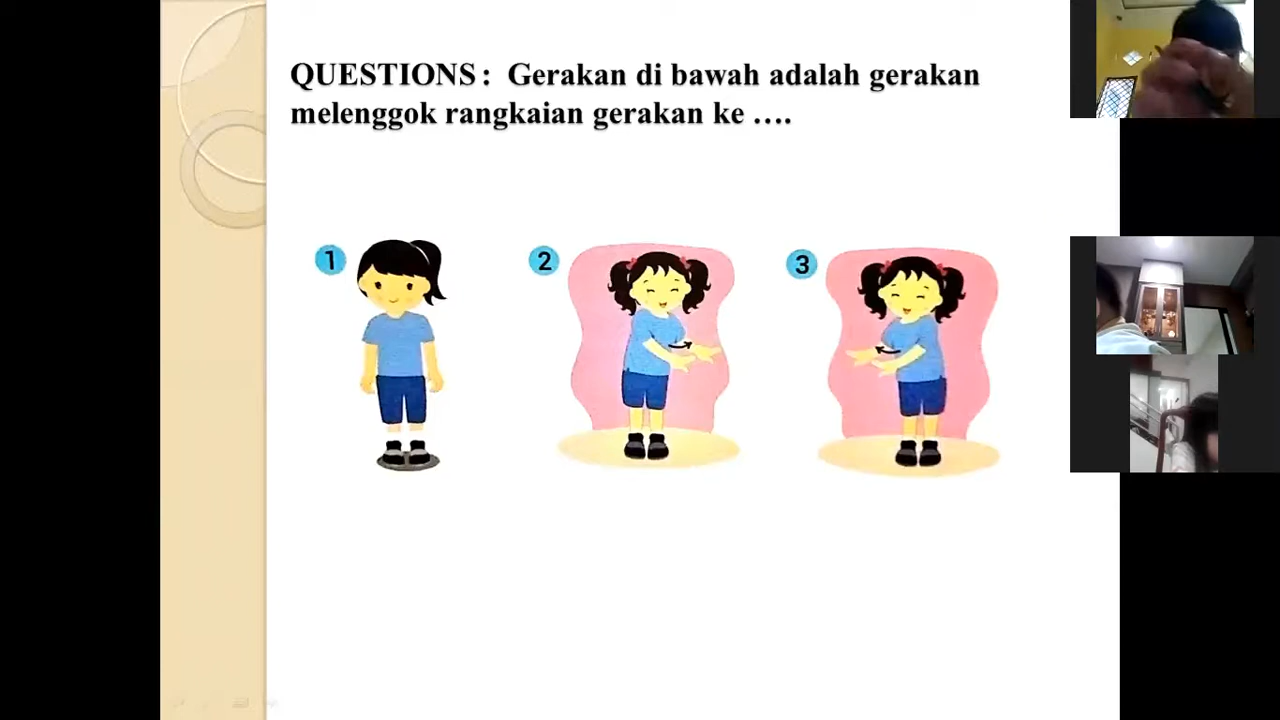 QUESTIONS : Gerakan di bawah adalah gerakan
melenggok rangkaian gerakan ke ….
1
2
3